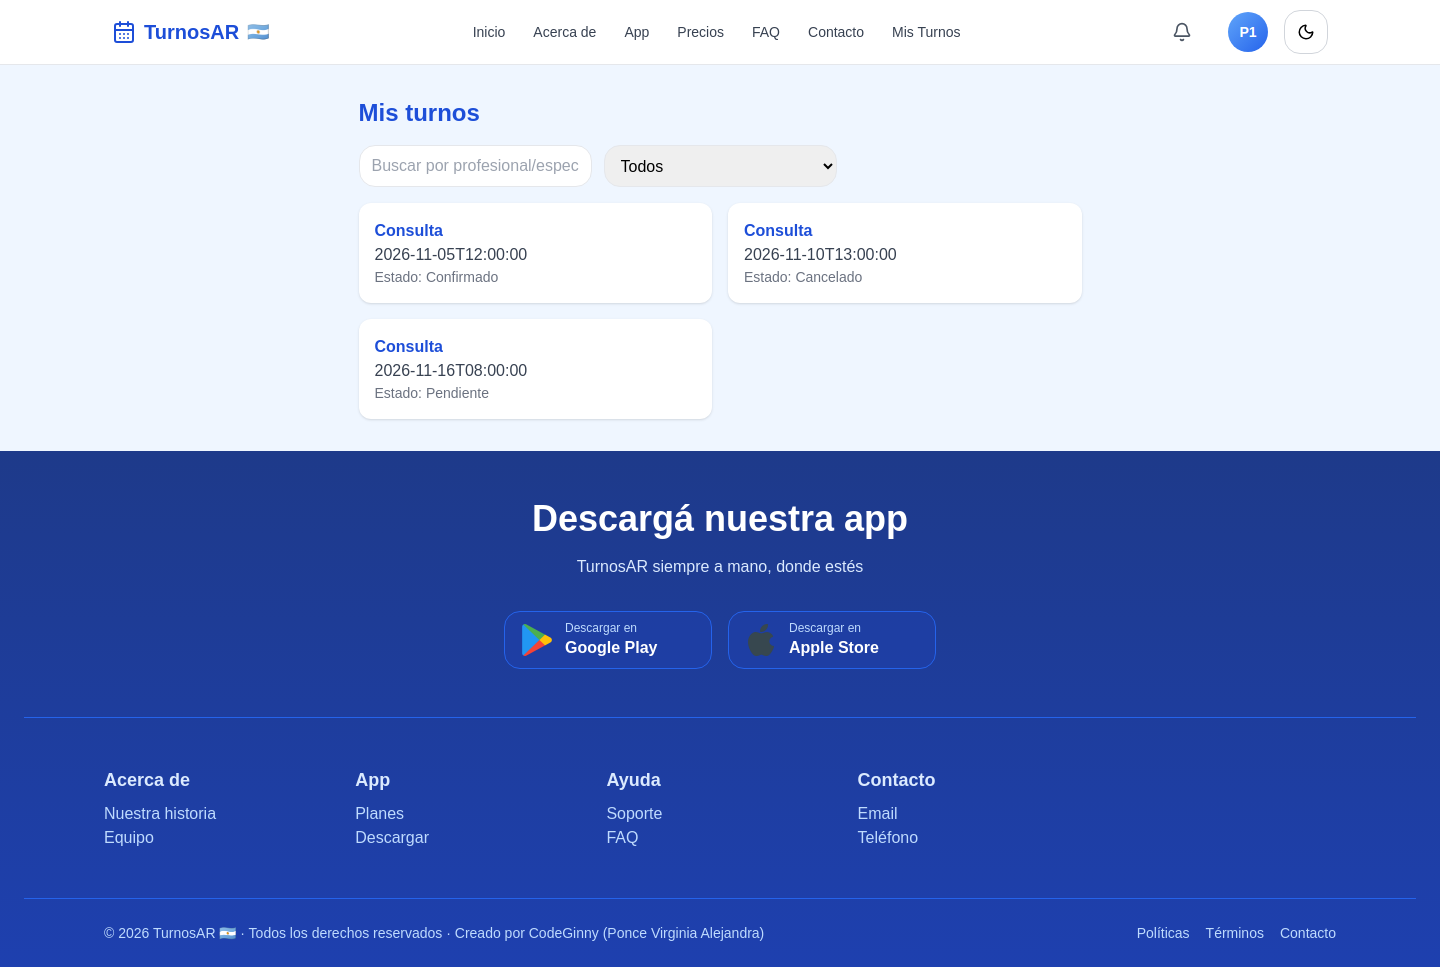 TurnosAR 🇦🇷
Inicio Acerca de App Precios FAQ Contacto Mis Turnos
P1
Mis turnos
Buscar por profesional/espec
Todos
Consulta
2026-11-05T12:00:00
Estado: Confirmado
Consulta
2026-11-10T13:00:00
Estado: Cancelado
Consulta
2026-11-16T08:00:00
Estado: Pendiente
Descargá nuestra app
TurnosAR siempre a mano, donde estés
Descargar en
Google Play
Descargar en
Apple Store
Acerca de
Nuestra historia
Equipo
App
Planes
Descargar
Ayuda
Soporte
FAQ
Contacto
Email
Teléfono
© 2026 TurnosAR 🇦🇷 · Todos los derechos reservados · Creado por CodeGinny (Ponce Virginia Alejandra)
Políticas Términos Contacto